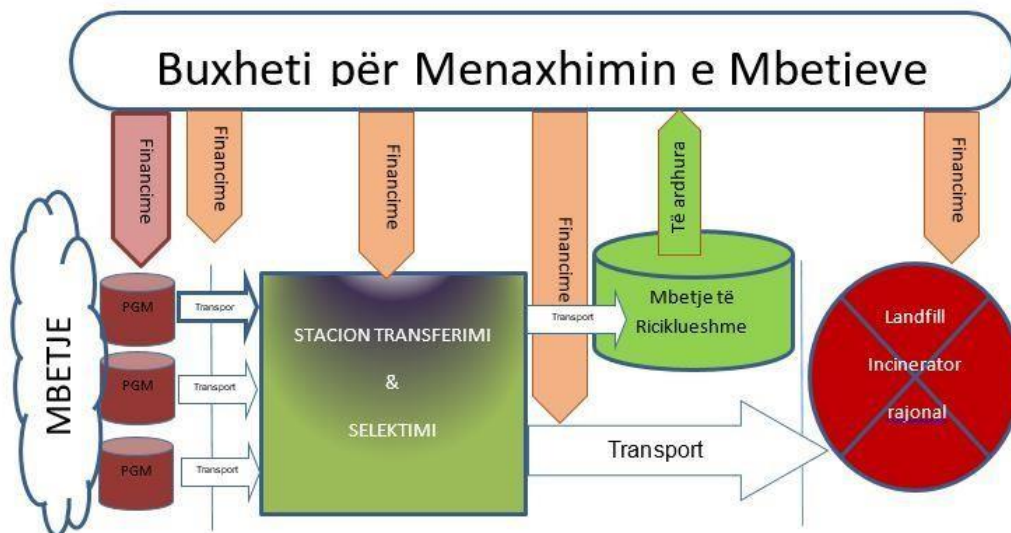 Buxheti për Menaxhimin e Mbetjeve
Financime
Financime
Financime
Financime
Të ardhura
Financime
MBETJE
PGM
PGM
PGM
Transpor
Transport
Transport
STACION TRANSFERIMI
&
SELEKTIMI
Transport
Mbetje të
Riciklueshme
Transport
Landfill
Incinerator
rajonal